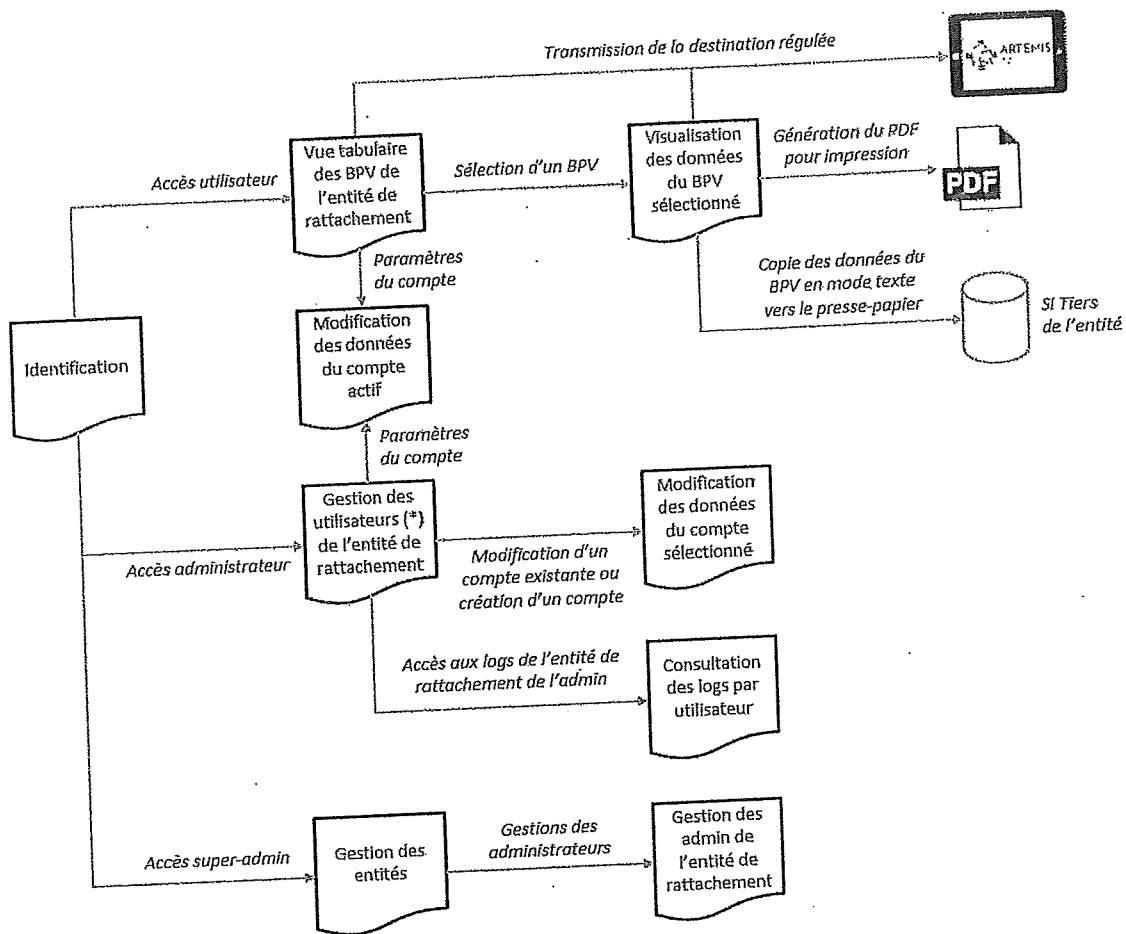 Transmission de la destination régulée
ARTEMIS
Vue tabulaire
des BPV de
l'entité de
rattachement
Accès utilisateur
Sélection d'un BPV
Visualisation
des données
du BPV
sélectionné
Génération du PDF
pour impression
PDF
Paramètres
du compte
Copie des données du
BPV en mode texte
vers le presse-papier
SI Tiers
de l'entité
Identification
Modification
des données
du compte
actif
Paramètres
du compte
Gestion des
utilisateurs (*)
de l'entité de
rattachement
Accès administrateur
Modification d'un
compte existante ou
création d'un compte
Modification
des données
du compte
sélectionné
Accès aux logs de l'entité de
rattachement de l'admin
Consultation
des logs par
utilisateur
Accès super-admin
Gestion des
entités
Gestions des
administrateurs
Gestion des
admin de
l'entité de
rattachement